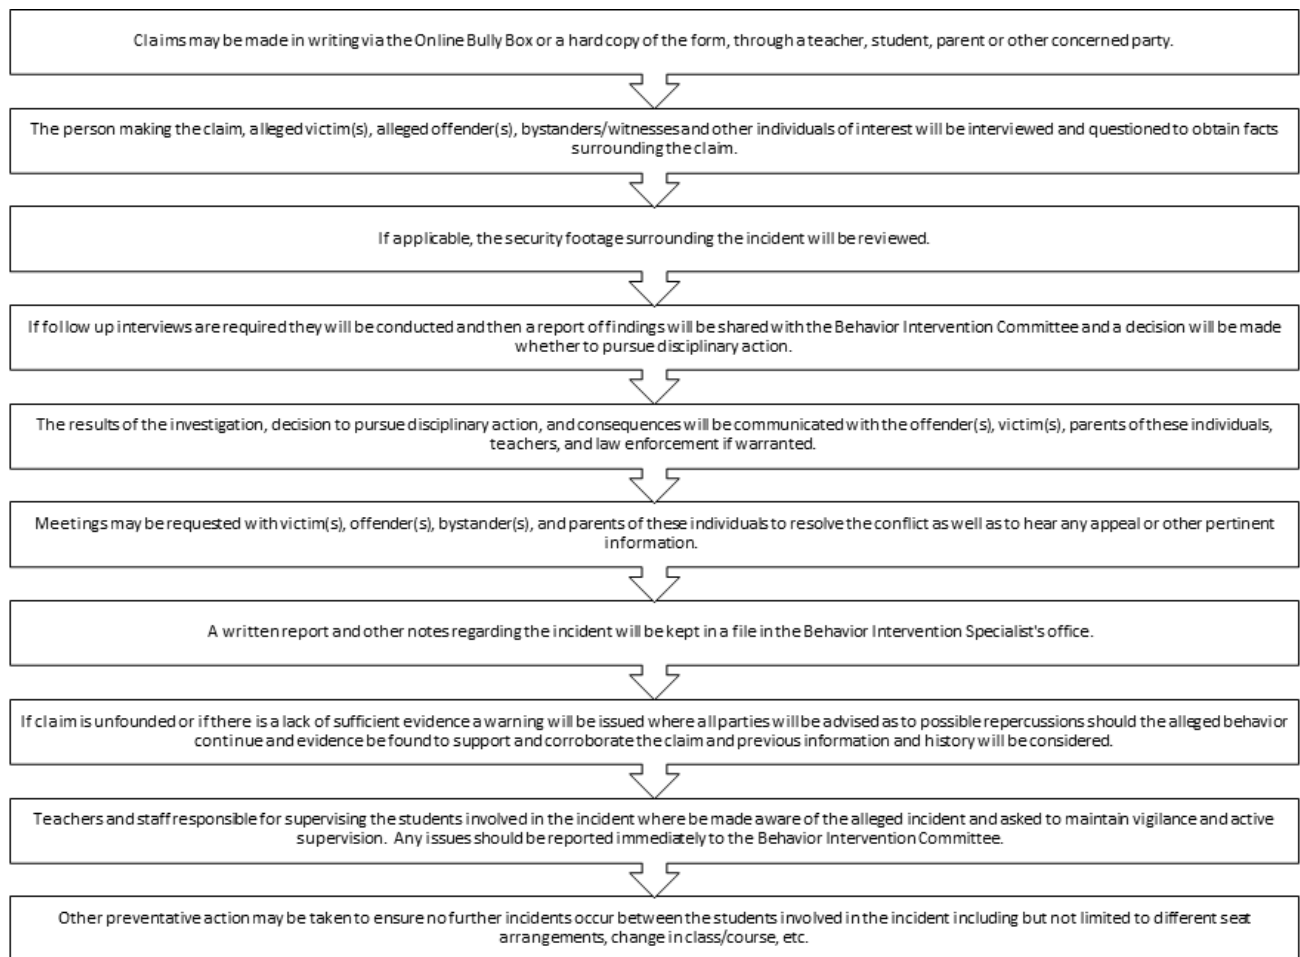 Claims may be made in writing via the Online Bully Box or a hard copy of the form, through a teacher, student, parent or other concerned party.
The person making the claim, alleged victim(s), alleged offender(s), bystanders/witnesses and other individuals of interest will be interviewed and questioned to obtain facts
surrounding the claim.
If applicable, the security footage surrounding the incident will be reviewed.
If follow up interviews are required they will be conducted and then a report of findings will be shared with the Behavior Intervention Committee and a decision will be made
whether to pursue disciplinary action.
The results of the investigation, decision to pursue disciplinary action, and consequences will be communicated with the offender(s), victim(s), parents of these individuals,
teachers, and law enforcement if warranted.
Meetings may be requested with victim(s), offender(s), bystander(s), and parents of these individuals to resolve the conflict as well as to hear any appeal or other pertinent
information.
A written report and other notes regarding the incident will be kept in a file in the Behavior Intervention Specialist's office.
If claim is unfounded or if there is a lack of sufficient evidence a warning will be issued where all parties will be advised as to possible repercussions should the alleged behavior
continue and evidence be found to support and corroborate the claim and previous information and history will be considered.
Teachers and staff responsible for supervising the students involved in the incident where be made aware of the alleged incident and asked to maintain vigilance and active
supervision. Any issues should be reported immediately to the Behavior Intervention Committee.
Other preventative action may be taken to ensure no further incidents occur between the students involved in the incident including but not limited to different seat
arrangements, change in class/course, etc.